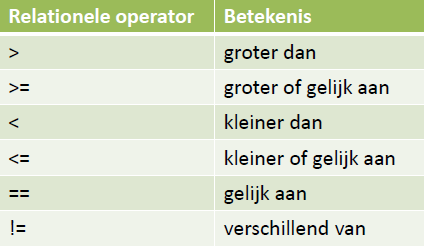 Relationele operator Betekenis
> groter dan
>= groter of gelijk aan
< kleiner dan
<= kleiner of gelijk aan
== gelijk aan
!= verschillend van